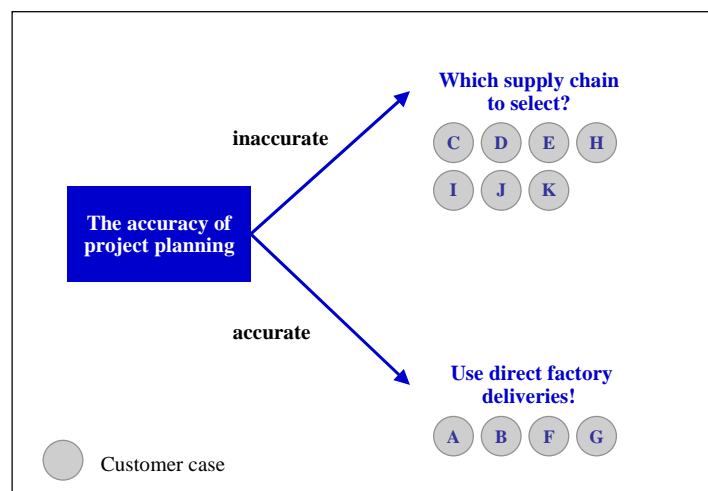 Which supply chain
to select?
inaccurate
C D E H
I J K
The accuracy of
project planning
accurate
Use direct factory
deliveries!
A B F G
Customer case